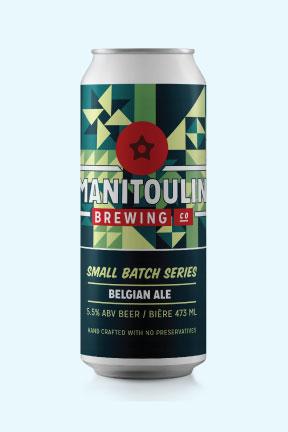 MANITOULIN
BREWING CO
SMALL BATCH SERIES
BELGIAN ALE
5.5% ABV BEER / BIÈRE 473 ML
HAND CRAFTED WITH NO PRESERVATIVES